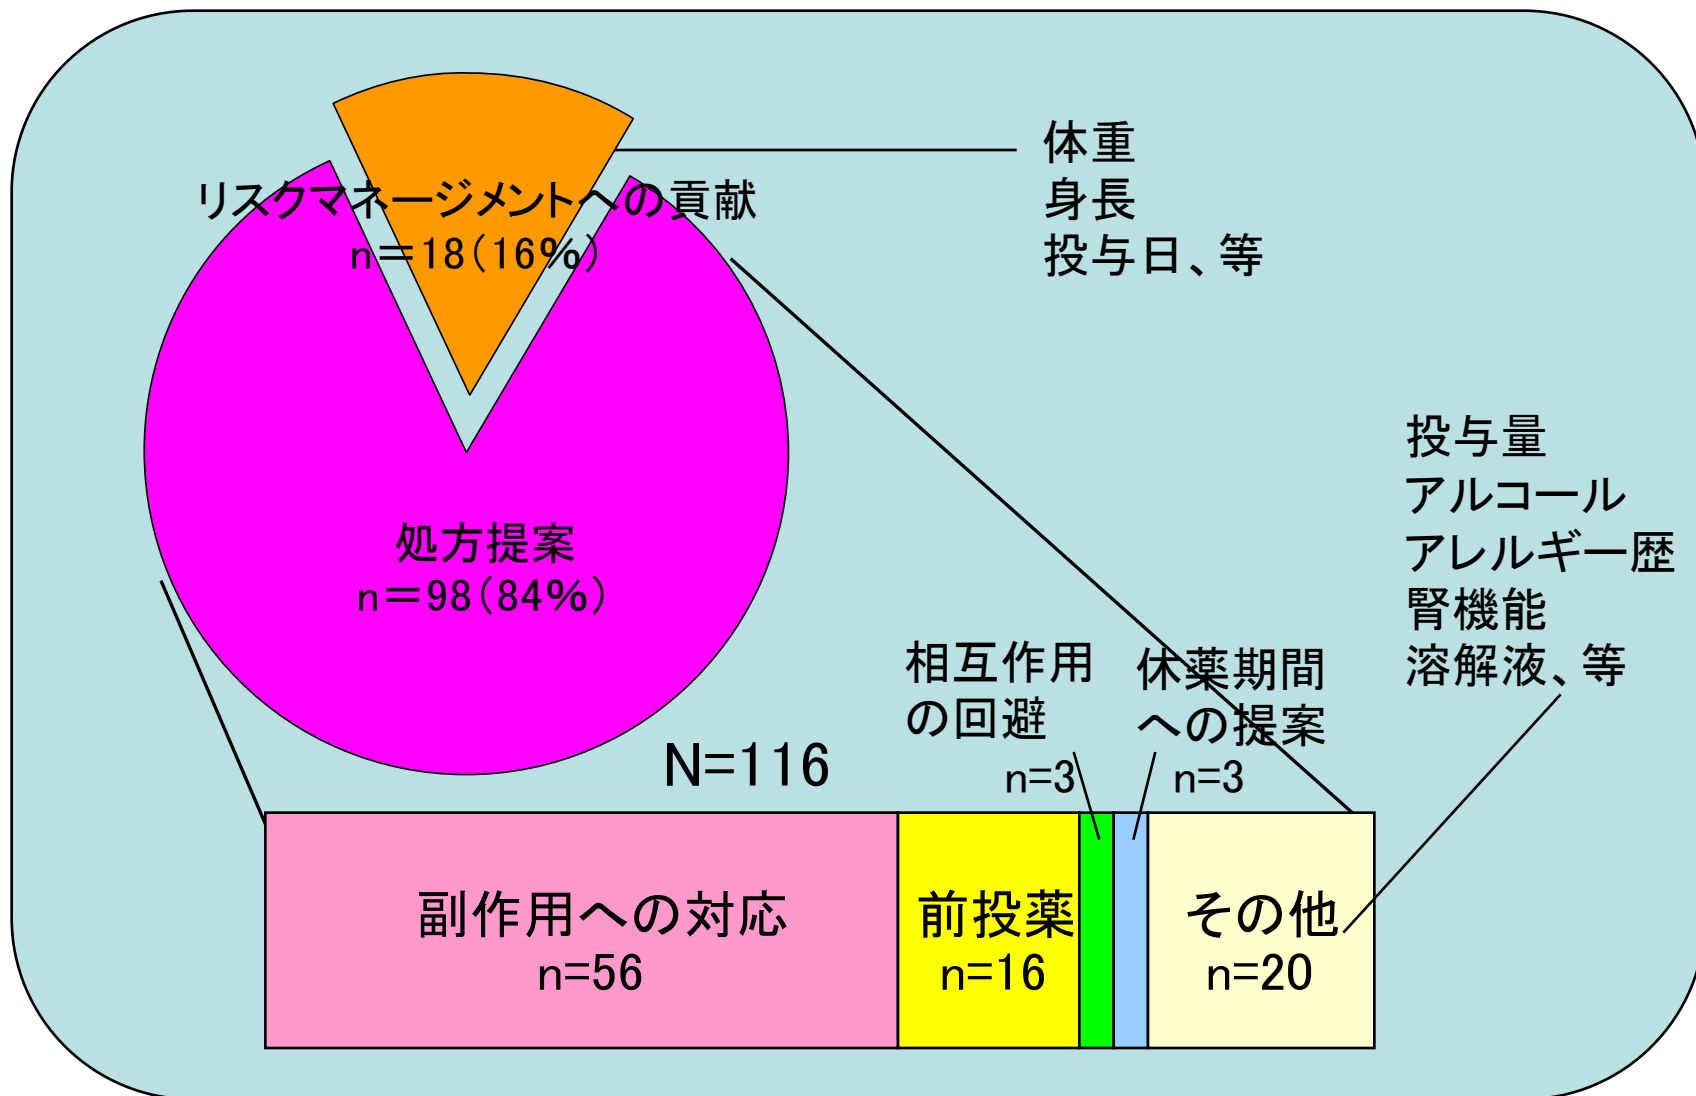 リスクマネージメントへの貢献
n＝18（16％）
体重
身長
投与日、等
処方提案
n＝98（84％）
投与量
アルコール
アレルギー歴
腎機能
溶解液、等
相互作用
の回避
n=3
休薬期間
への提案
n=3
N=116
副作用への対応
n=56
前投薬
n=16
その他
n=20